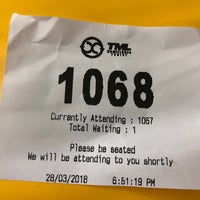 TML
1068
Currently Attending : 1067
Total Waiting : 1
Please be seated
We will be attending to you shortly
28/03/2018 6:51:19 PM